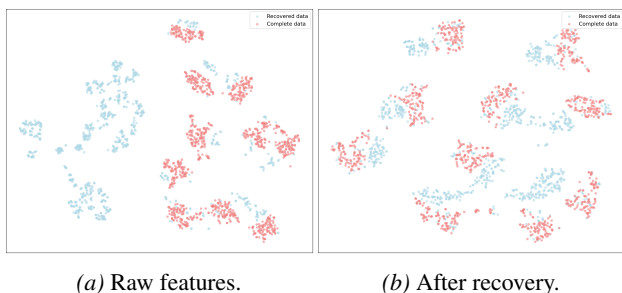 Recovered data
Complete data
Recovered data
Complete data
(a) Raw features.
(b) After recovery.